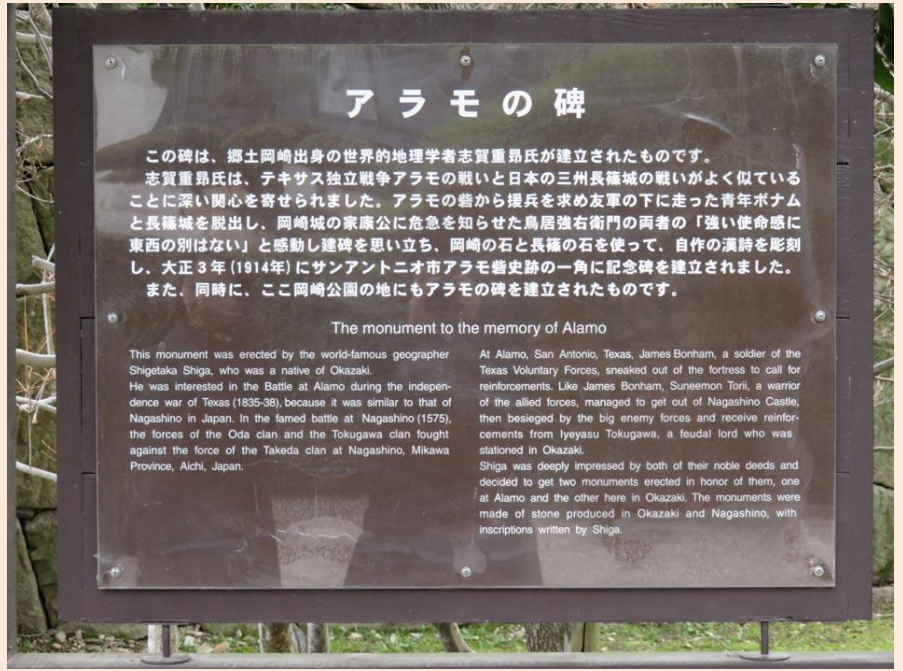 アラモの碑
この碑は、郷土岡崎出身の世界的地理学者志賀重昂氏が建立されたものです。
志賀重昂氏は、テキサス独立戦争アラモの戦いと日本の三州長篠城の戦いがよく似ている
ことに深い関心を寄せられました。アラモの砦から援兵を求め友軍の下に走った青年ボナム
と長篠城を脱出し、岡崎城の家康公に危急を知らせた鳥居強右衛門の両者の「強い使命感に
東西の別はない」と感動し建碑を思い立ち、岡崎の石と長篠の石を使って、自作の漢詩を彫刻
し、大正3年(1914年)にサンアントニオ市アラモ砦史跡の一角に記念碑を建立されました。
また、同時に、ここ岡崎公園の地にもアラモの碑を建立されたものです。
The monument to the memory of Alamo
This monument was erected by the world-famous geographer
Shigetaka Shiga, who was a native of Okazaki.
He was interested in the Battle at Alamo during the indepen-
dence war of Texas (1835-38), because it was similar to that of
Nagashino in Japan. In the famed battle at Nagashino (1575),
the forces of the Oda clan and the Tokugawa clan fought
against the force of the Takeda clan at Nagashino, Mikawa
Province, Aichi, Japan.
At Alamo, San Antonio, Texas, James Bonham, a soldier of the
Texas Voluntary Forces, sneaked out of the fortress to call for
reinforcements. Like James Bonham, Suneemon Torii, a warrior
of the allied forces, managed to get out of Nagashino Castle,
then besieged by the big enemy forces and receive reinfor-
cements from Iyeyasu Tokugawa, a feudal lord who was
stationed in Okazaki.
Shiga was deeply impressed by both of their noble deeds and
decided to get two monuments erected in honor of them, one
at Alamo and the other here in Okazaki. The monuments were
made of stone produced in Okazaki and Nagashino, with
inscriptions written by Shiga.